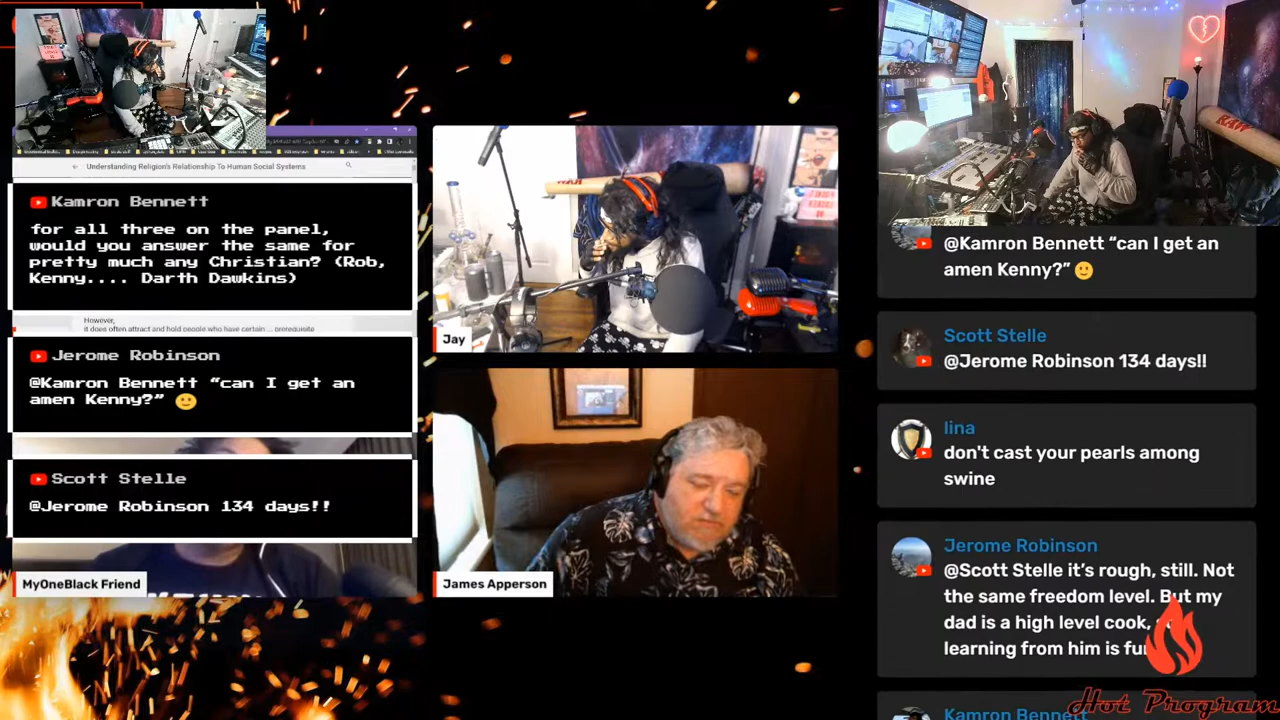 Understanding Religion's Relationship To Human Social Systems
Kamron Bennett
for all three on the panel,
would you answer the same for
pretty much any Christian? (Rob,
Kenny.... Darth Dawkins)
However,
it does often attract and hold people who have certain ... prerequisite
Jerome Robinson
@Kamron Bennett “can I get an
amen Kenny?” 🙂
Scott Stelle
@Jerome Robinson 134 days!!
MyOneBlack Friend
Jay
James Apperson
RAW
@Kamron Bennett “can I get an
amen Kenny?” 🙂
Scott Stelle
@Jerome Robinson 134 days!!
lina
don't cast your pearls among
swine
Jerome Robinson
@Scott Stelle it’s rough, still. Not
the same freedom level. But my
dad is a high level cook,
learning from him is
Kamron Bennett
Hot Program